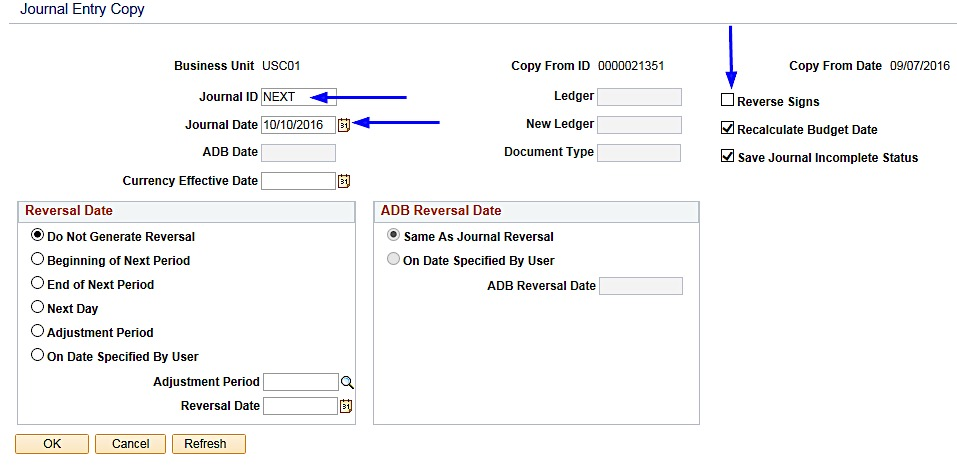 Journal Entry Copy
Business Unit USC01 Copy From ID 0000021351 Copy From Date 09/07/2016
Journal ID NEXT Ledger Reverse Signs
Journal Date 10/10/2016 31 New Ledger Recalculate Budget Date
ADB Date Document Type Save Journal Incomplete Status
Currency Effective Date 31
Reversal Date ADB Reversal Date
Do Not Generate Reversal Same As Journal Reversal
Beginning of Next Period On Date Specified By User
End of Next Period ADB Reversal Date
Next Day
Adjustment Period
On Date Specified By User
Adjustment Period
Reversal Date 31
OK Cancel Refresh